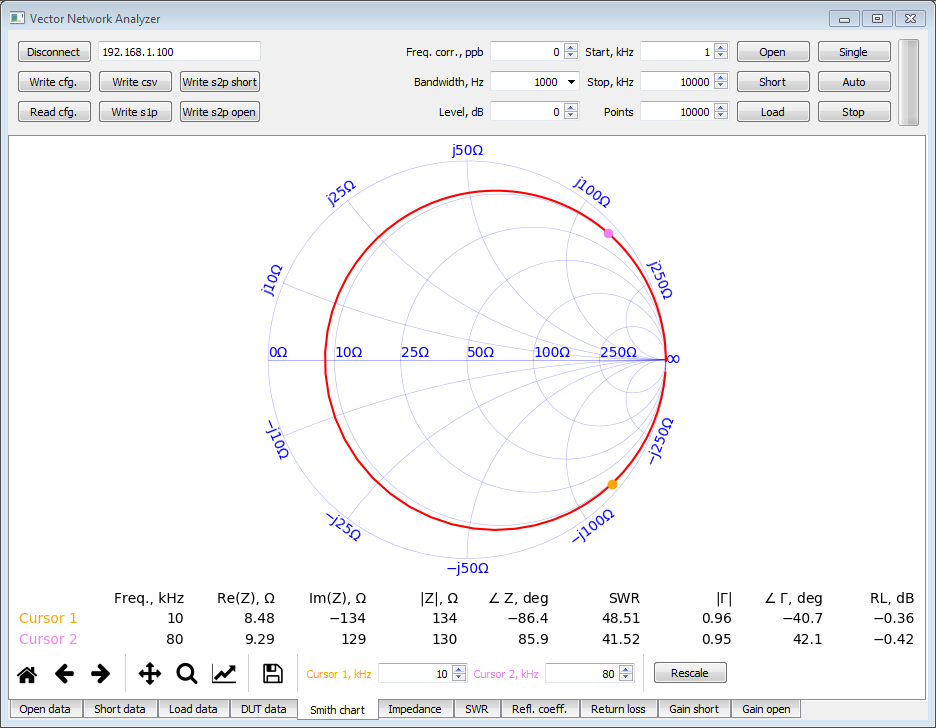 Vector Network Analyzer
Disconnect 192.168.1.100 Freq. corr., ppb 0 Start, kHz 1 Open Single
Write cfg. Write csv Write s2p short Bandwidth, Hz 1000 Stop, kHz 10000 Short Auto
Read cfg. Write s1p Write s2p open Level, dB 0 Points 10000 Load Stop
j50Ω
j25Ω j100Ω
j10Ω j250Ω
0Ω 10Ω 25Ω 50Ω 100Ω 250Ω ∞
−j10Ω −j250Ω
−j25Ω −j100Ω
−j50Ω
Freq., kHz Re(Z), Ω Im(Z), Ω |Z|, Ω ∠ Z, deg SWR |Γ| ∠ Γ, deg RL, dB
Cursor 1 10 8.48 −134 134 −86.4 48.51 0.96 −40.7 −0.36
Cursor 2 80 9.29 129 130 85.9 41.52 0.95 42.1 −0.42
Cursor 1, kHz 10 Cursor 2, kHz 80 Rescale
Open data Short data Load data DUT data Smith chart Impedance SWR Refl. coeff. Return loss Gain short Gain open